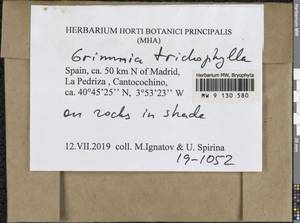 HERBARIUM HORTI BOTANICI PRINCIPALIS
(MHA)
Grimmia trichophylla
Spain, ca. 50 km N of Madrid,
La Pedriza , Cantocochino,
ca. 40°45'25'' N, 3°53'23'' W
Herbarium MW, Bryophyta
MW 9 130 580
on rocks in shade
12.VII.2019 coll. M.Ignatov & U. Spirina
19-1052